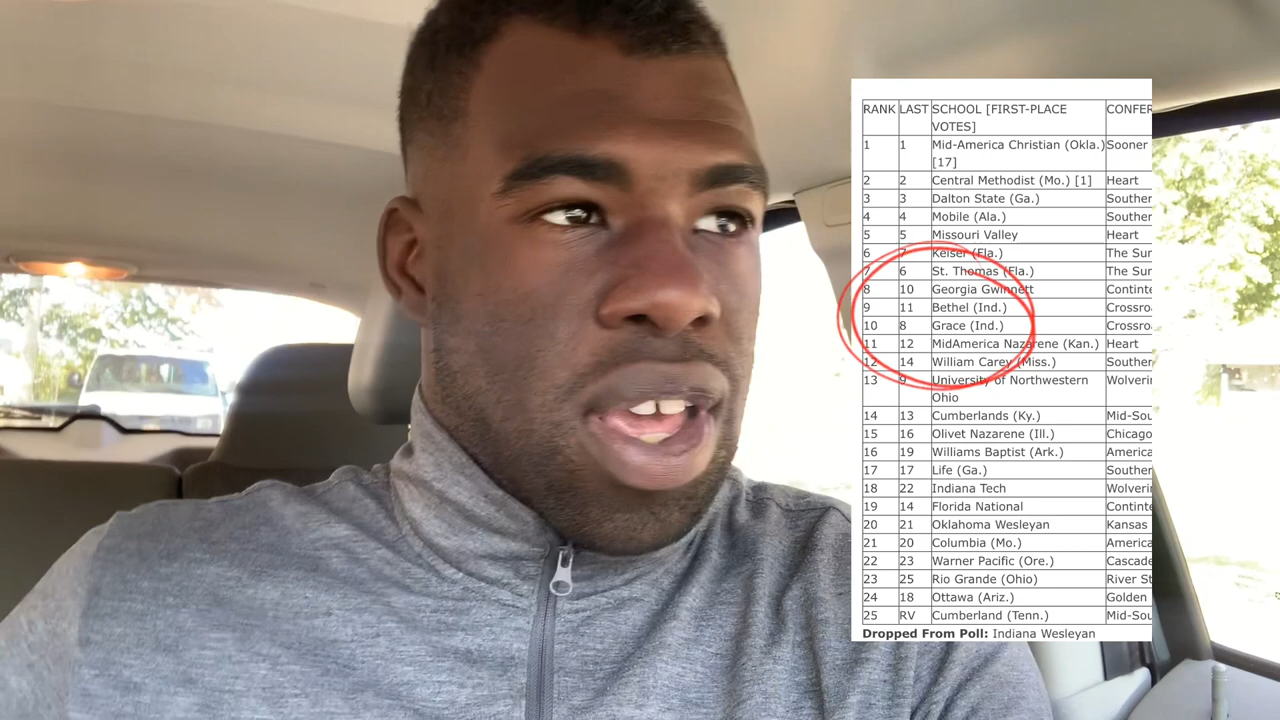 RANK LAST SCHOOL [FIRST-PLACE CONFER
VOTES]
1 1 Mid-America Christian (Okla.) Sooner
[17]
2 2 Central Methodist (Mo.) [1] Heart
3 3 Dalton State (Ga.) Souther
4 4 Mobile (Ala.) Souther
5 5 Missouri Valley Heart
6 7 Keiser (Fla.) The Sun
7 6 St. Thomas (Fla.) The Sun
8 10 Georgia Gwinnett Contine
9 11 Bethel (Ind.) Crossro
10 8 Grace (Ind.) Crossro
11 12 MidAmerica Nazarene (Kan.) Heart
12 14 William Carey (Miss.) Souther
13 9 University of Northwestern Wolverin
Ohio
14 13 Cumberlands (Ky.) Mid-Sou
15 16 Olivet Nazarene (Ill.) Chicago
16 19 Williams Baptist (Ark.) America
17 17 Life (Ga.) Souther
18 22 Indiana Tech Wolverin
19 14 Florida National Contine
20 21 Oklahoma Wesleyan Kansas
21 20 Columbia (Mo.) America
22 23 Warner Pacific (Ore.) Cascade
23 25 Rio Grande (Ohio) River St
24 18 Ottawa (Ariz.) Golden
25 RV Cumberland (Tenn.) Mid-Sou
Dropped From Poll: Indiana Wesleyan